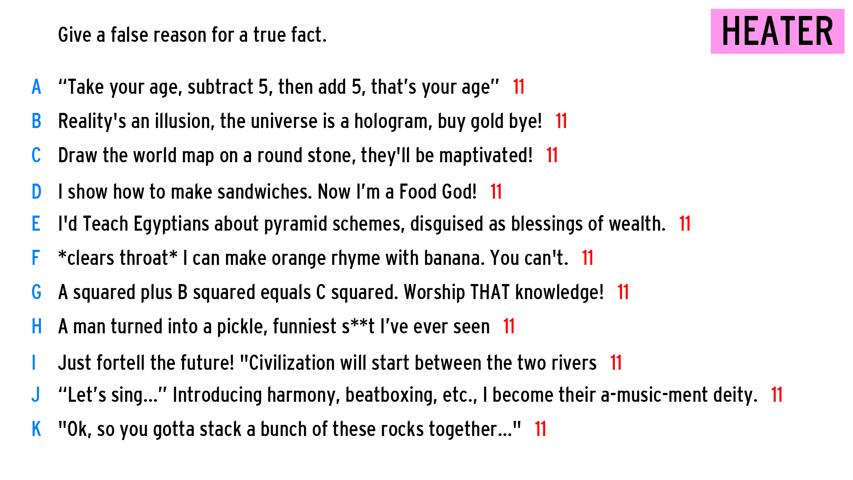 Give a false reason for a true fact.
HEATER
A “Take your age, subtract 5, then add 5, that’s your age” 11
B Reality's an illusion, the universe is a hologram, buy gold bye! 11
C Draw the world map on a round stone, they'll be maptivated! 11
D I show how to make sandwiches. Now I’m a Food God! 11
E I'd Teach Egyptians about pyramid schemes, disguised as blessings of wealth. 11
F *clears throat* I can make orange rhyme with banana. You can't. 11
G A squared plus B squared equals C squared. Worship THAT knowledge! 11
H A man turned into a pickle, funniest s**t I’ve ever seen 11
I Just fortell the future! "Civilization will start between the two rivers 11
J “Let’s sing...” Introducing harmony, beatboxing, etc., I become their a-music-ment deity. 11
K "Ok, so you gotta stack a bunch of these rocks together..." 11